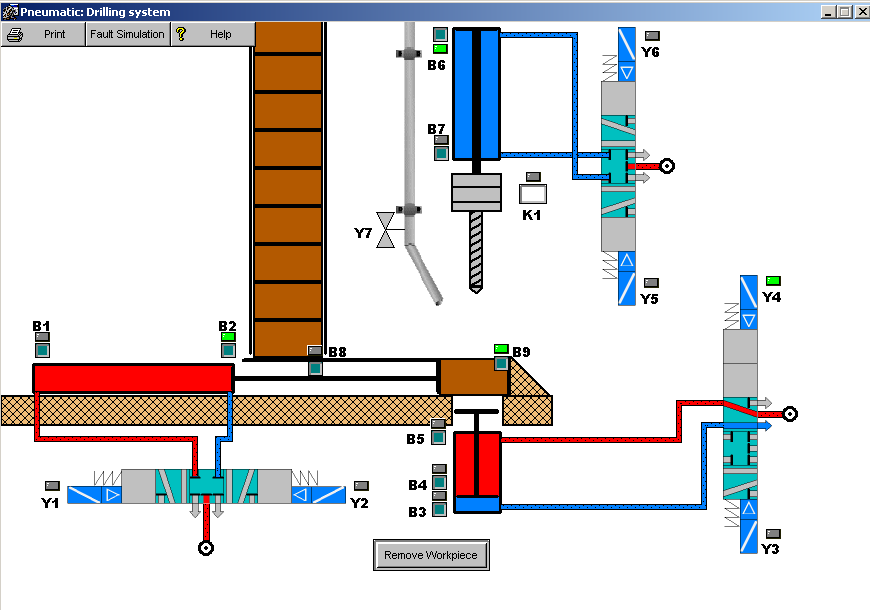 Pneumatic: Drilling system
Print
Fault Simulation
?
Help
B6
Y6
B7
K1
Y7
Y5
Y4
B1
B2
B8
B9
B5
B4
B3
Y1
Y2
Y3
Remove Workpiece